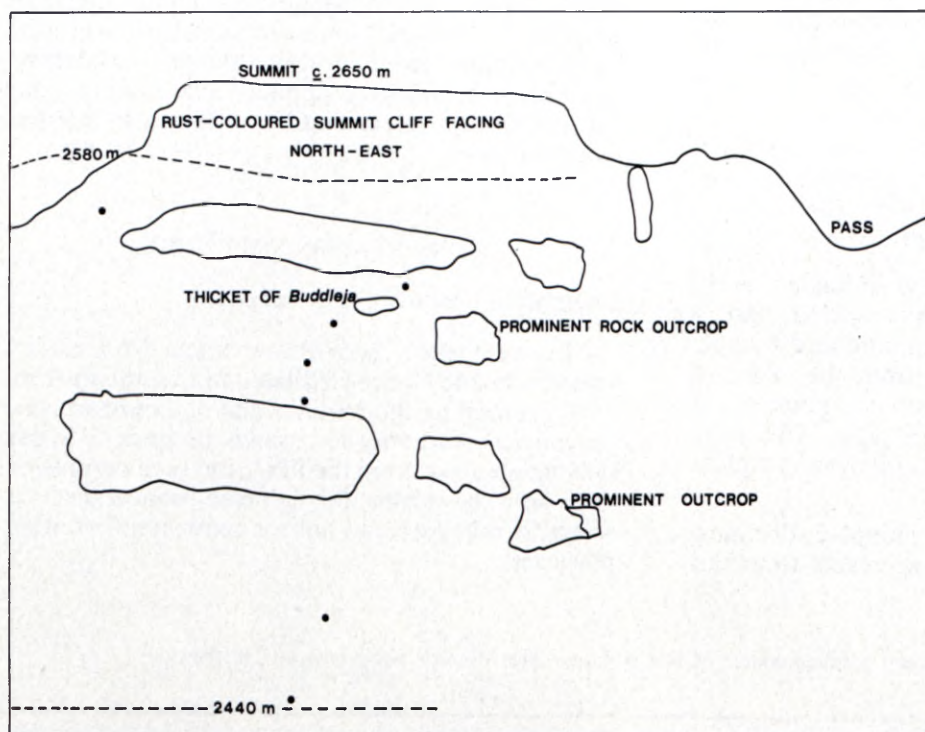 SUMMIT c. 2650 m
RUST-COLOURED SUMMIT CLIFF FACING
NORTH-EAST
2580 m
PASS
THICKET OF Buddleja
PROMINENT ROCK OUTCROP
PROMINENT OUTCROP
2440 m